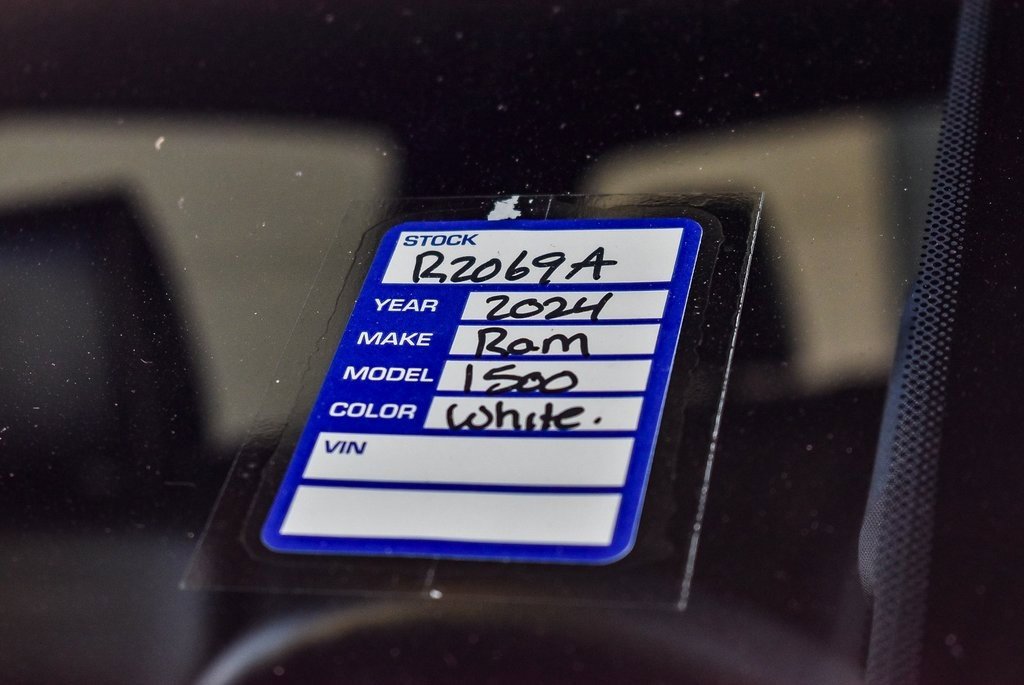 STOCK
R2069A
YEAR 2024
MAKE Ram
MODEL 1500
COLOR White.
VIN